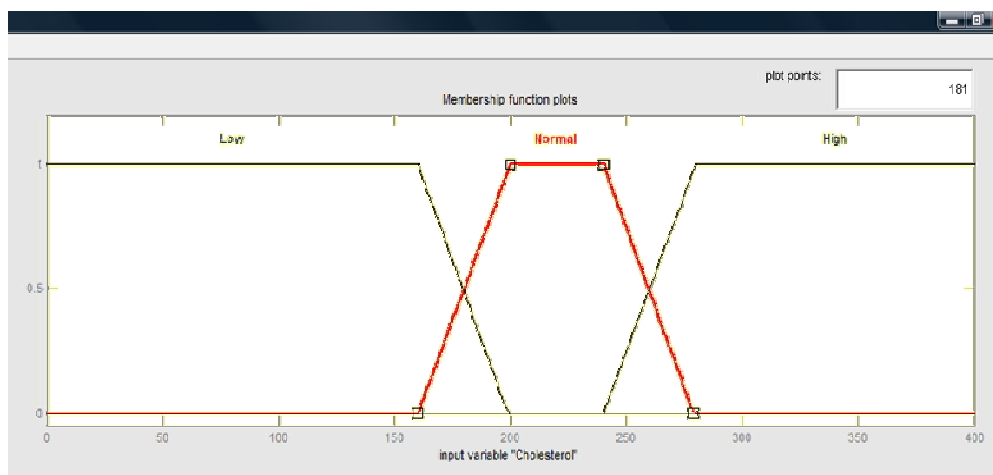 plot points:
181
Membership function plots
Low Normal High
1
0.5
0
0 50 100 150 200 250 300 350 400
input variable "Cholesterol"